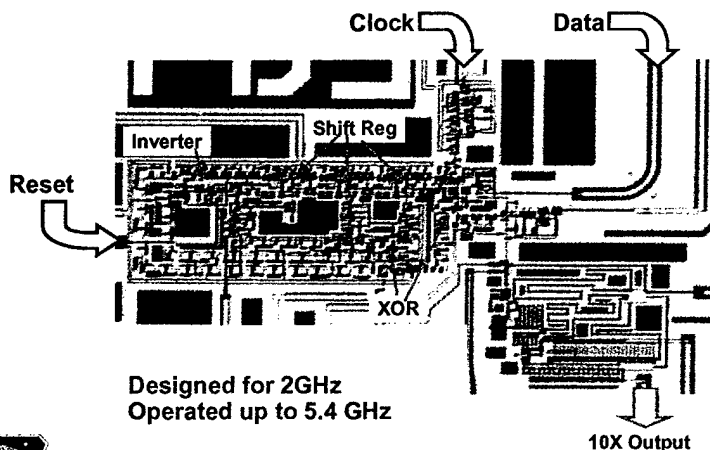 Clock
Data
Inverter
Shift Reg
Reset
XOR
Designed for 2GHz
Operated up to 5.4 GHz
10X Output